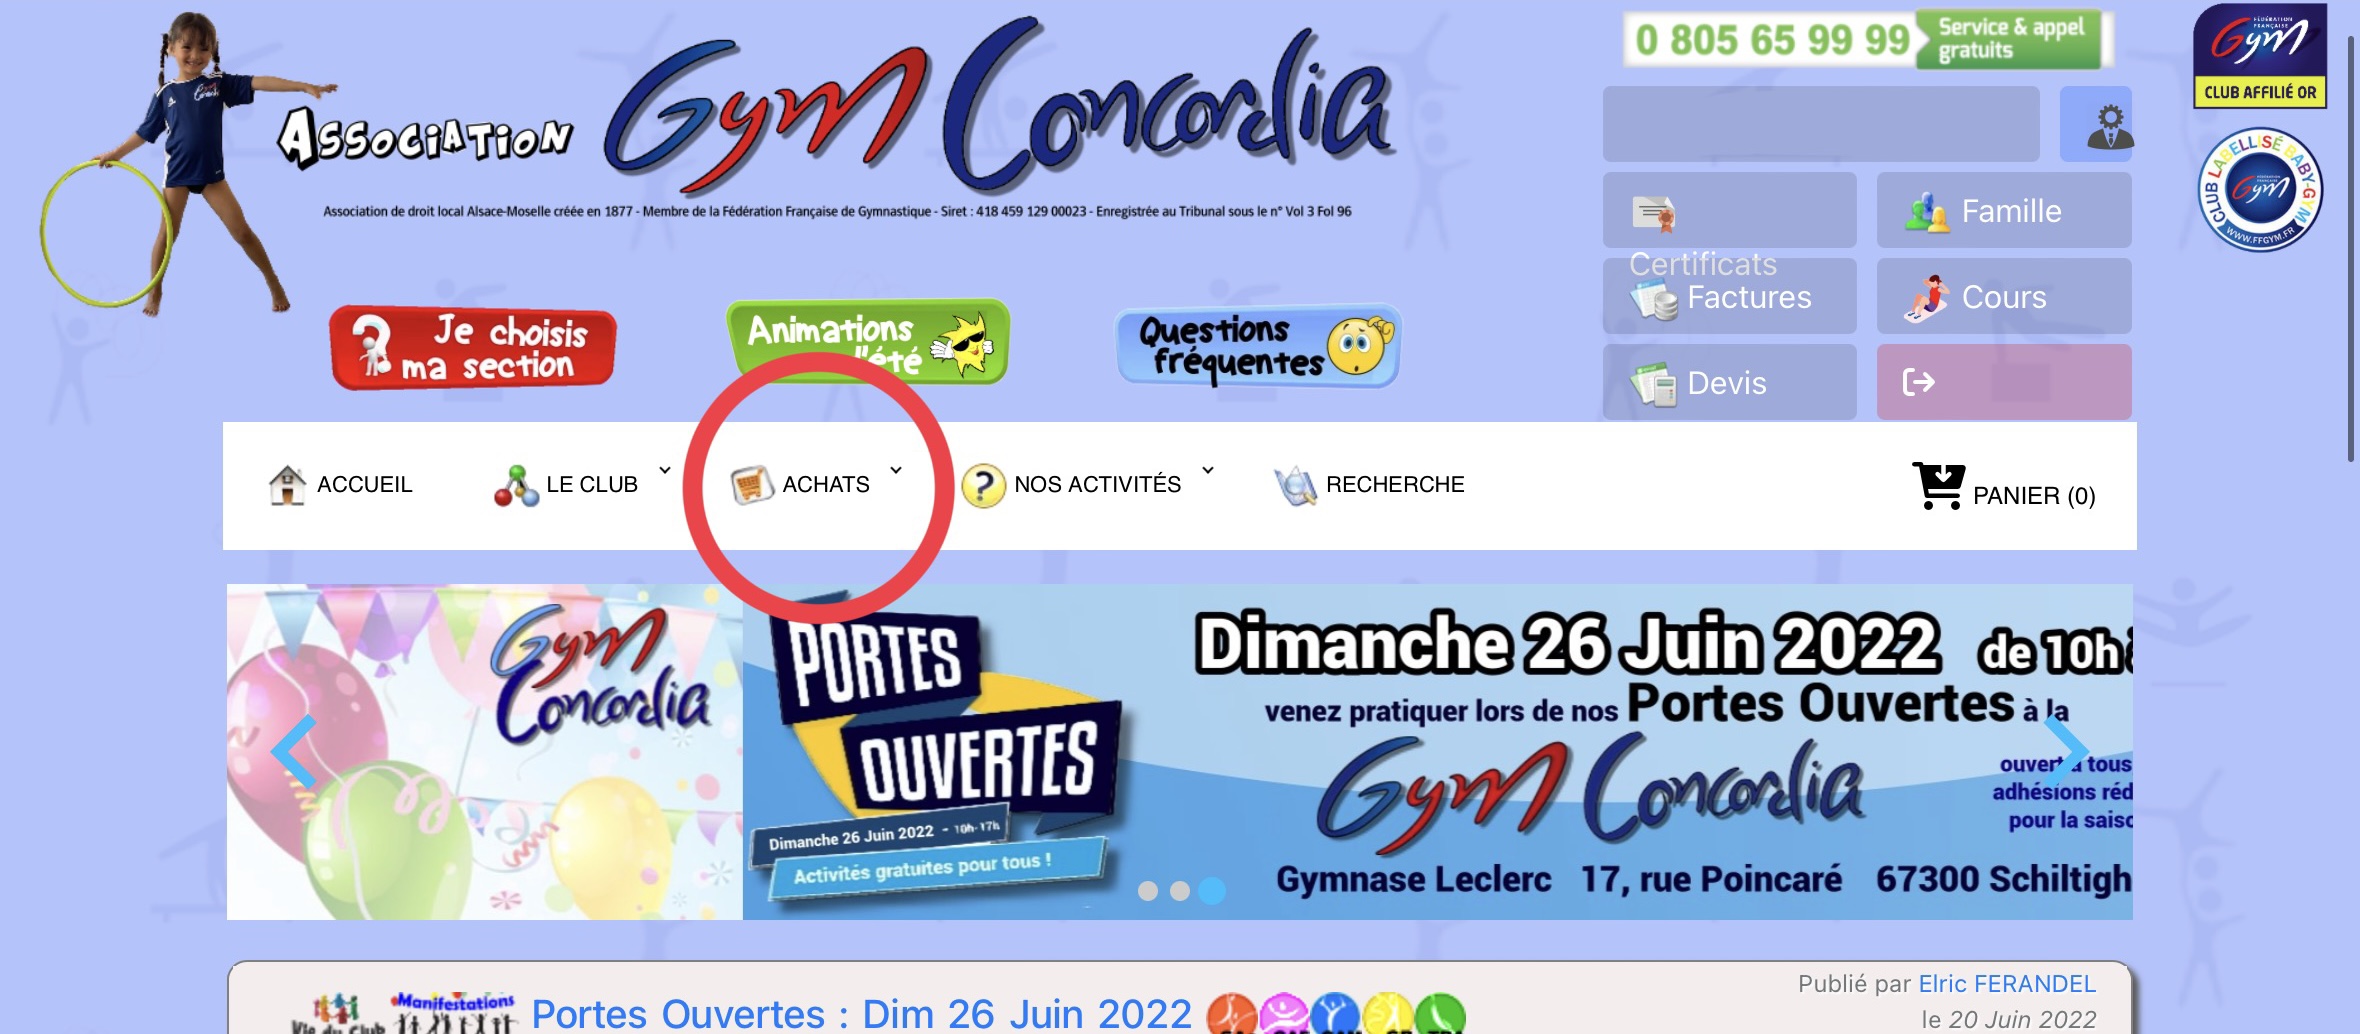 Association Gym Concordia
Association de droit local Alsace-Moselle créée en 1877 - Membre de la Fédération Française de Gymnastique - Siret : 418 459 129 00023 - Enregistrée au Tribunal sous le n° Vol 3 Fol 96
0 805 65 99 99 Service & appel
gratuits
FÉDÉRATION
FRANÇAISE
Gym
CLUB AFFILIÉ OR
CLUB LABELLISÉ BABY-GYM
Gym
WWW.FFGYM.FR
Certificats
Famille
Factures
Cours
Devis
Je choisis
ma section
Animations
l'été
Questions
fréquentes
ACCUEIL
LE CLUB
ACHATS
NOS ACTIVITÉS
RECHERCHE
PANIER (0)
Gym
Concordia
PORTES
OUVERTES
Dimanche 26 Juin 2022 - 10h-17h
Activités gratuites pour tous !
Dimanche 26 Juin 2022 de 10h
venez pratiquer lors de nos Portes Ouvertes à la
Gym Concordia
ouvert à tous
adhésions réd
pour la saiso
Gymnase Leclerc 17, rue Poincaré 67300 Schiltigh
Publié par Elric FERANDEL
le 20 Juin 2022
Vie du Club
Manifestations
Portes Ouvertes : Dim 26 Juin 2022